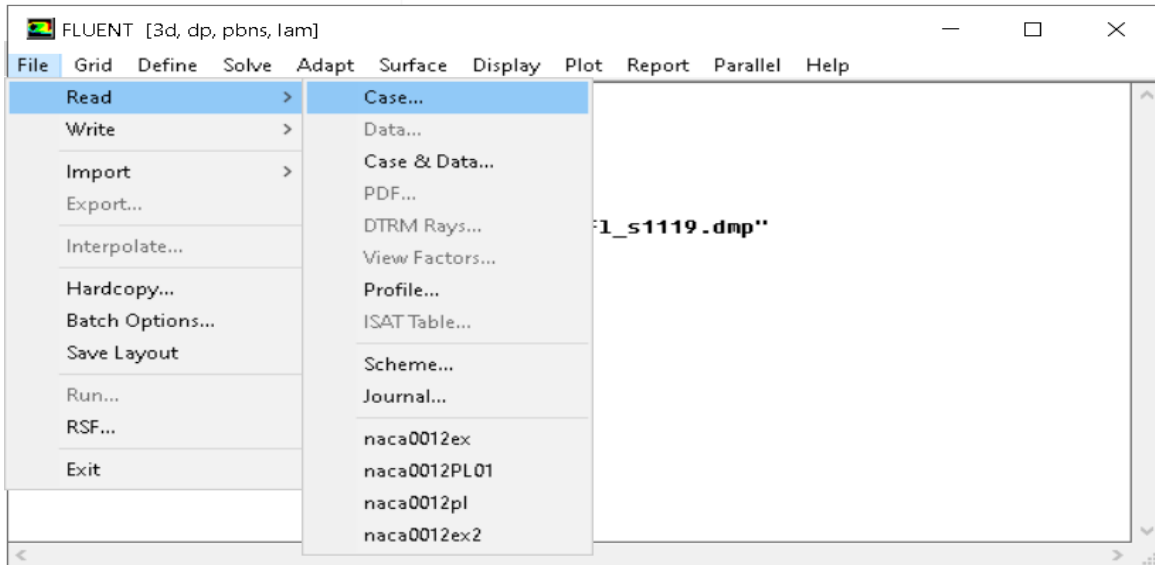 FLUENT [3d, dp, pbns, lam]
File Grid Define Solve Adapt Surface Display Plot Report Parallel Help
Read >
Write >
Import >
Export...
Interpolate...
Hardcopy...
Batch Options...
Save Layout
Run...
RSF...
Exit
Case...
Data...
Case & Data...
PDF...
DTRM Rays...
View Factors...
Profile...
ISAT Table...
Scheme...
Journal...
naca0012ex
naca0012PL01
naca0012pl
naca0012ex2
l_s1119.dmp"